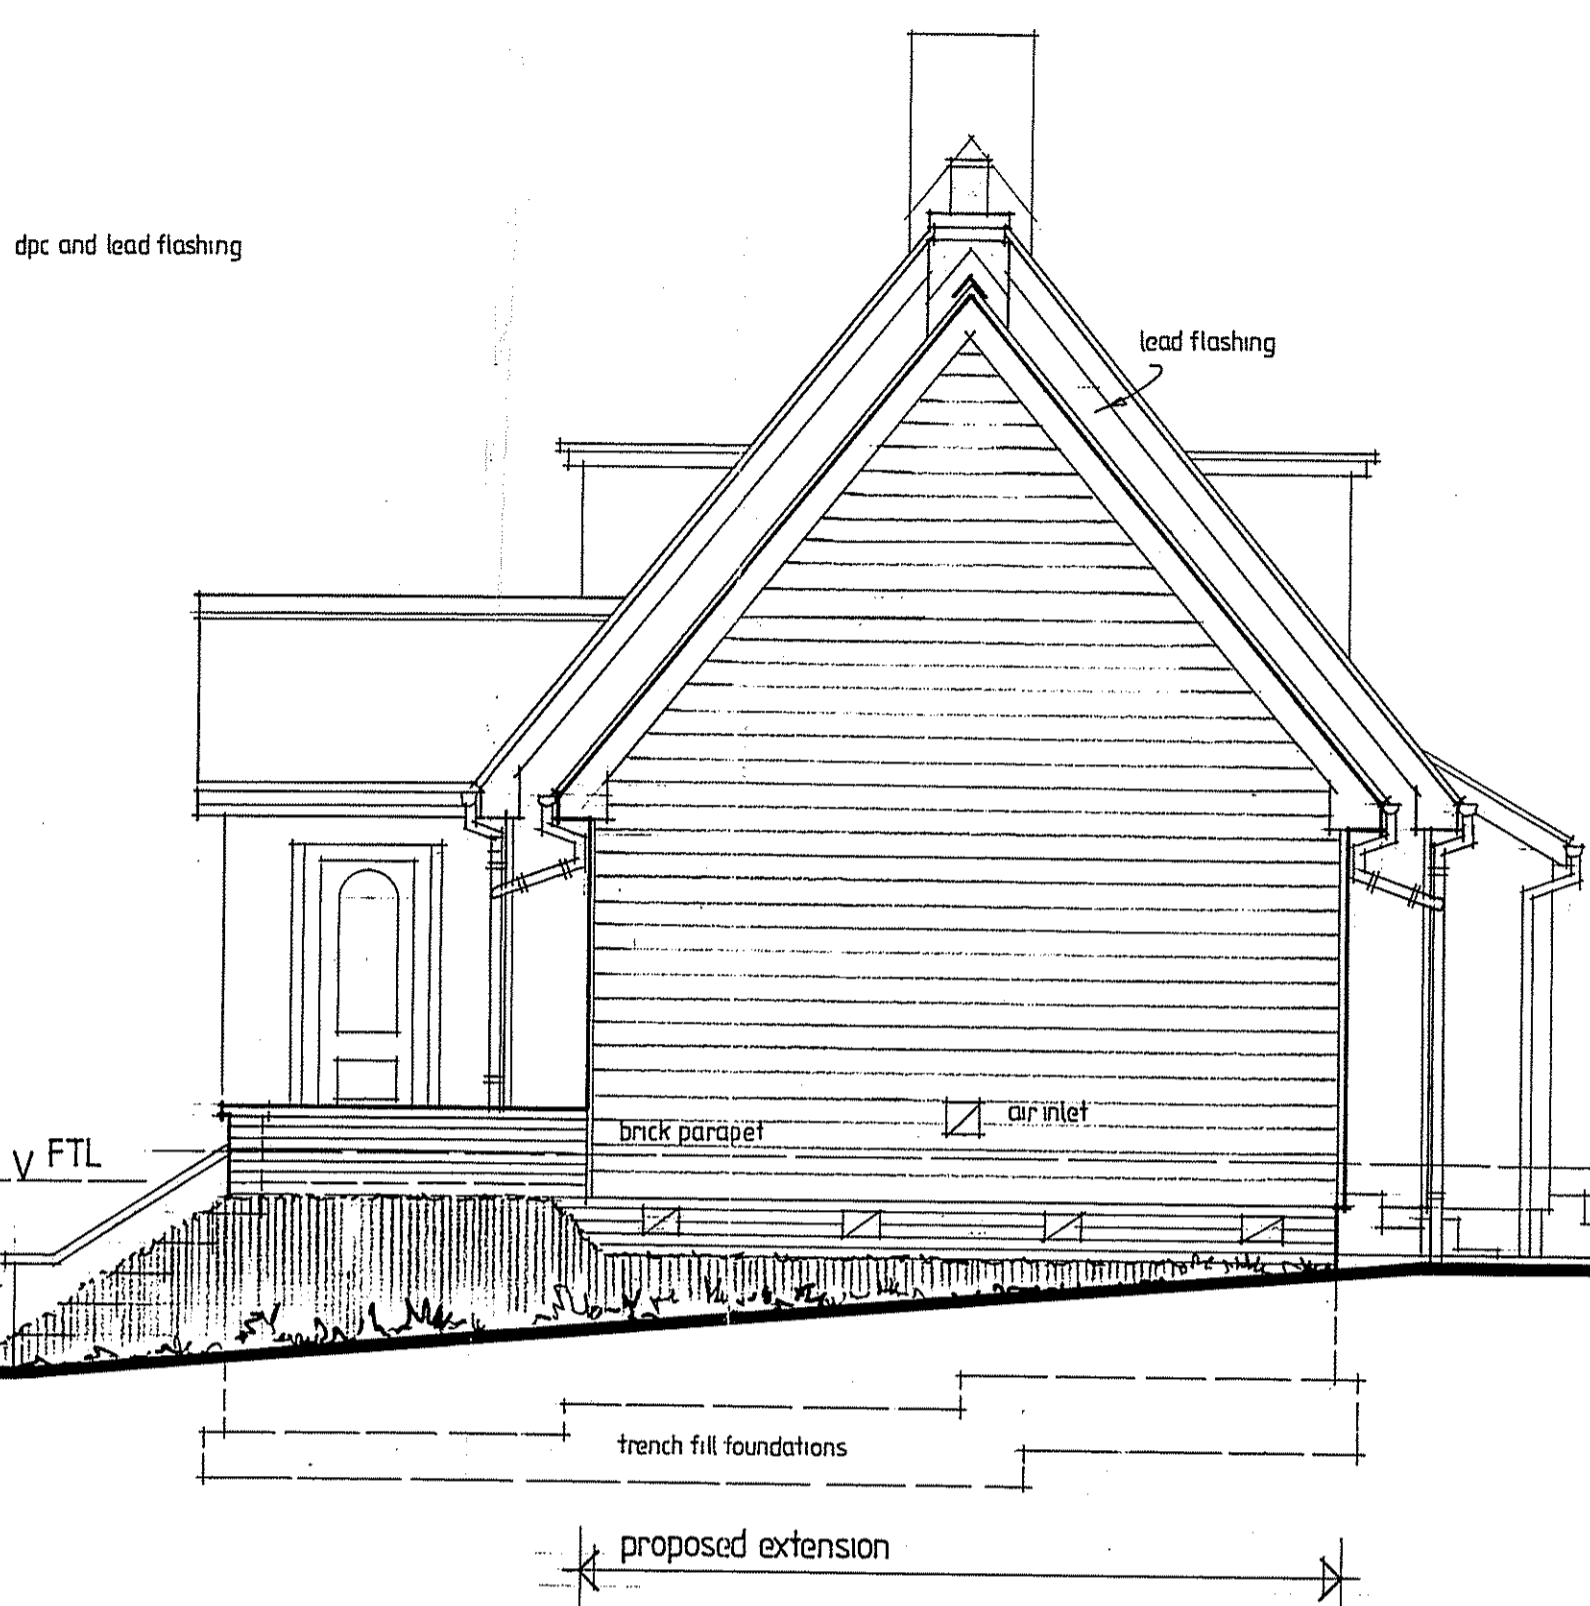 dpc and lead flashing
lead flashing
air inlet
brick parapet
V FTL
trench fill foundations
proposed extension